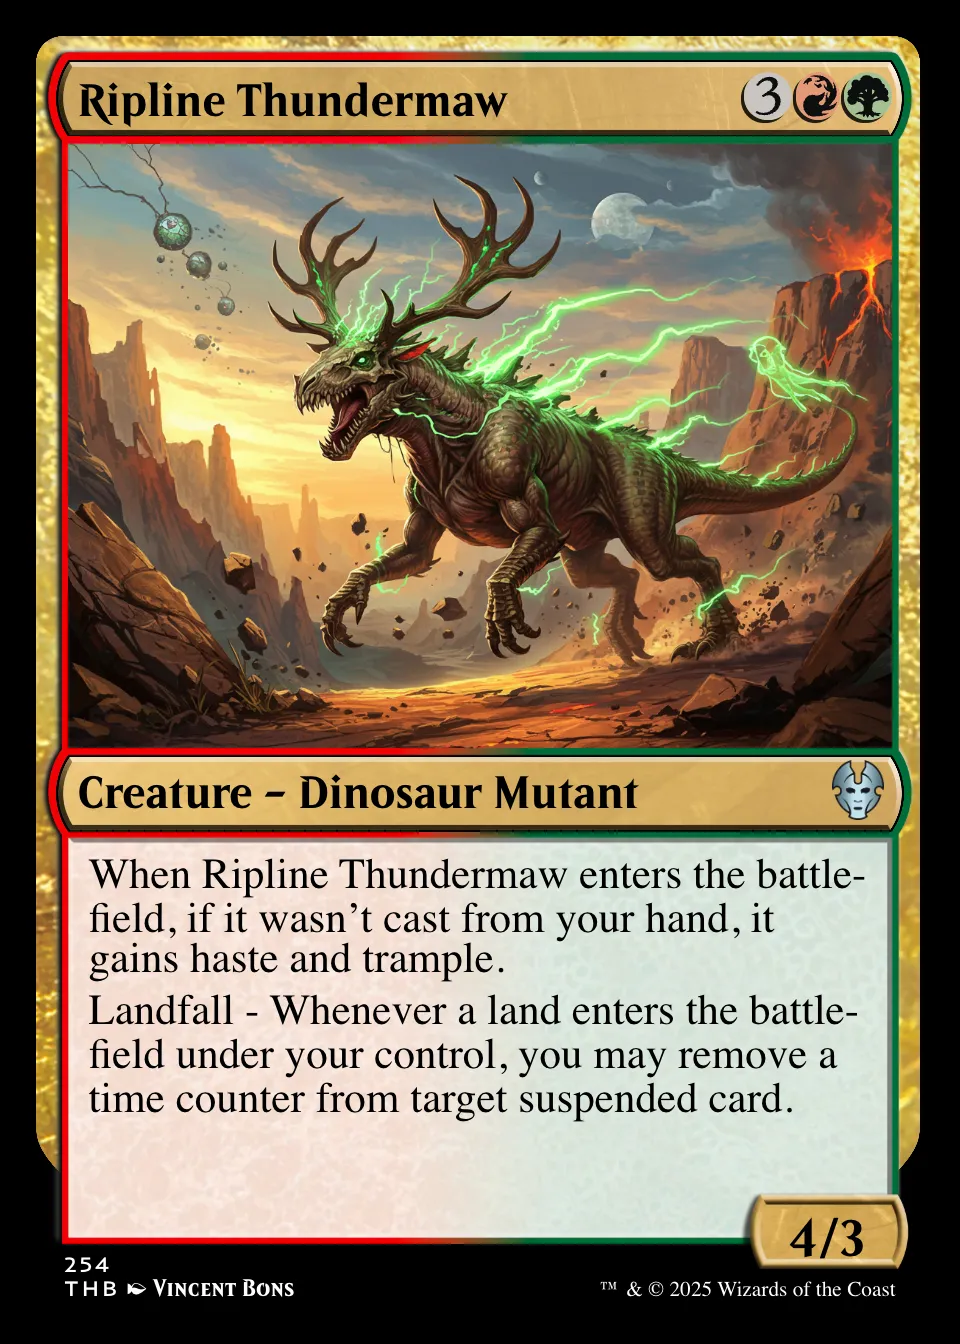 Ripline Thundermaw 3
Creature – Dinosaur Mutant
When Ripline Thundermaw enters the battle-
field, if it wasn't cast from your hand, it
gains haste and trample.
Landfall - Whenever a land enters the battle-
field under your control, you may remove a
time counter from target suspended card.
4/3
254
THB Vincent Bons
™ & © 2025 Wizards of the Coast